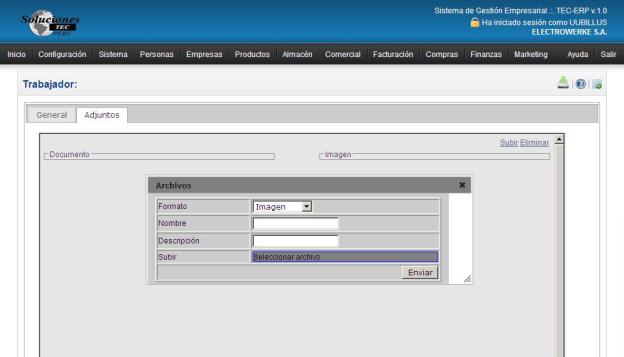 Soluciones
TEC
PERU
Sistema de Gestión Empresarial .:. TEC-ERP v.1.0
Ha iniciado sesión como UUBILLUS
ELECTROWERKE S.A.
Inicio Configuración Sistema Personas Empresas Productos Almacén Comercial Facturación Compras Finanzas Marketing Ayuda Salir
Trabajador:
General Adjuntos
Subir Eliminar
Documento imagen
Archivos
Formato Imagen
Nombre
Descripción
Subir Seleccionar archivo
Enviar